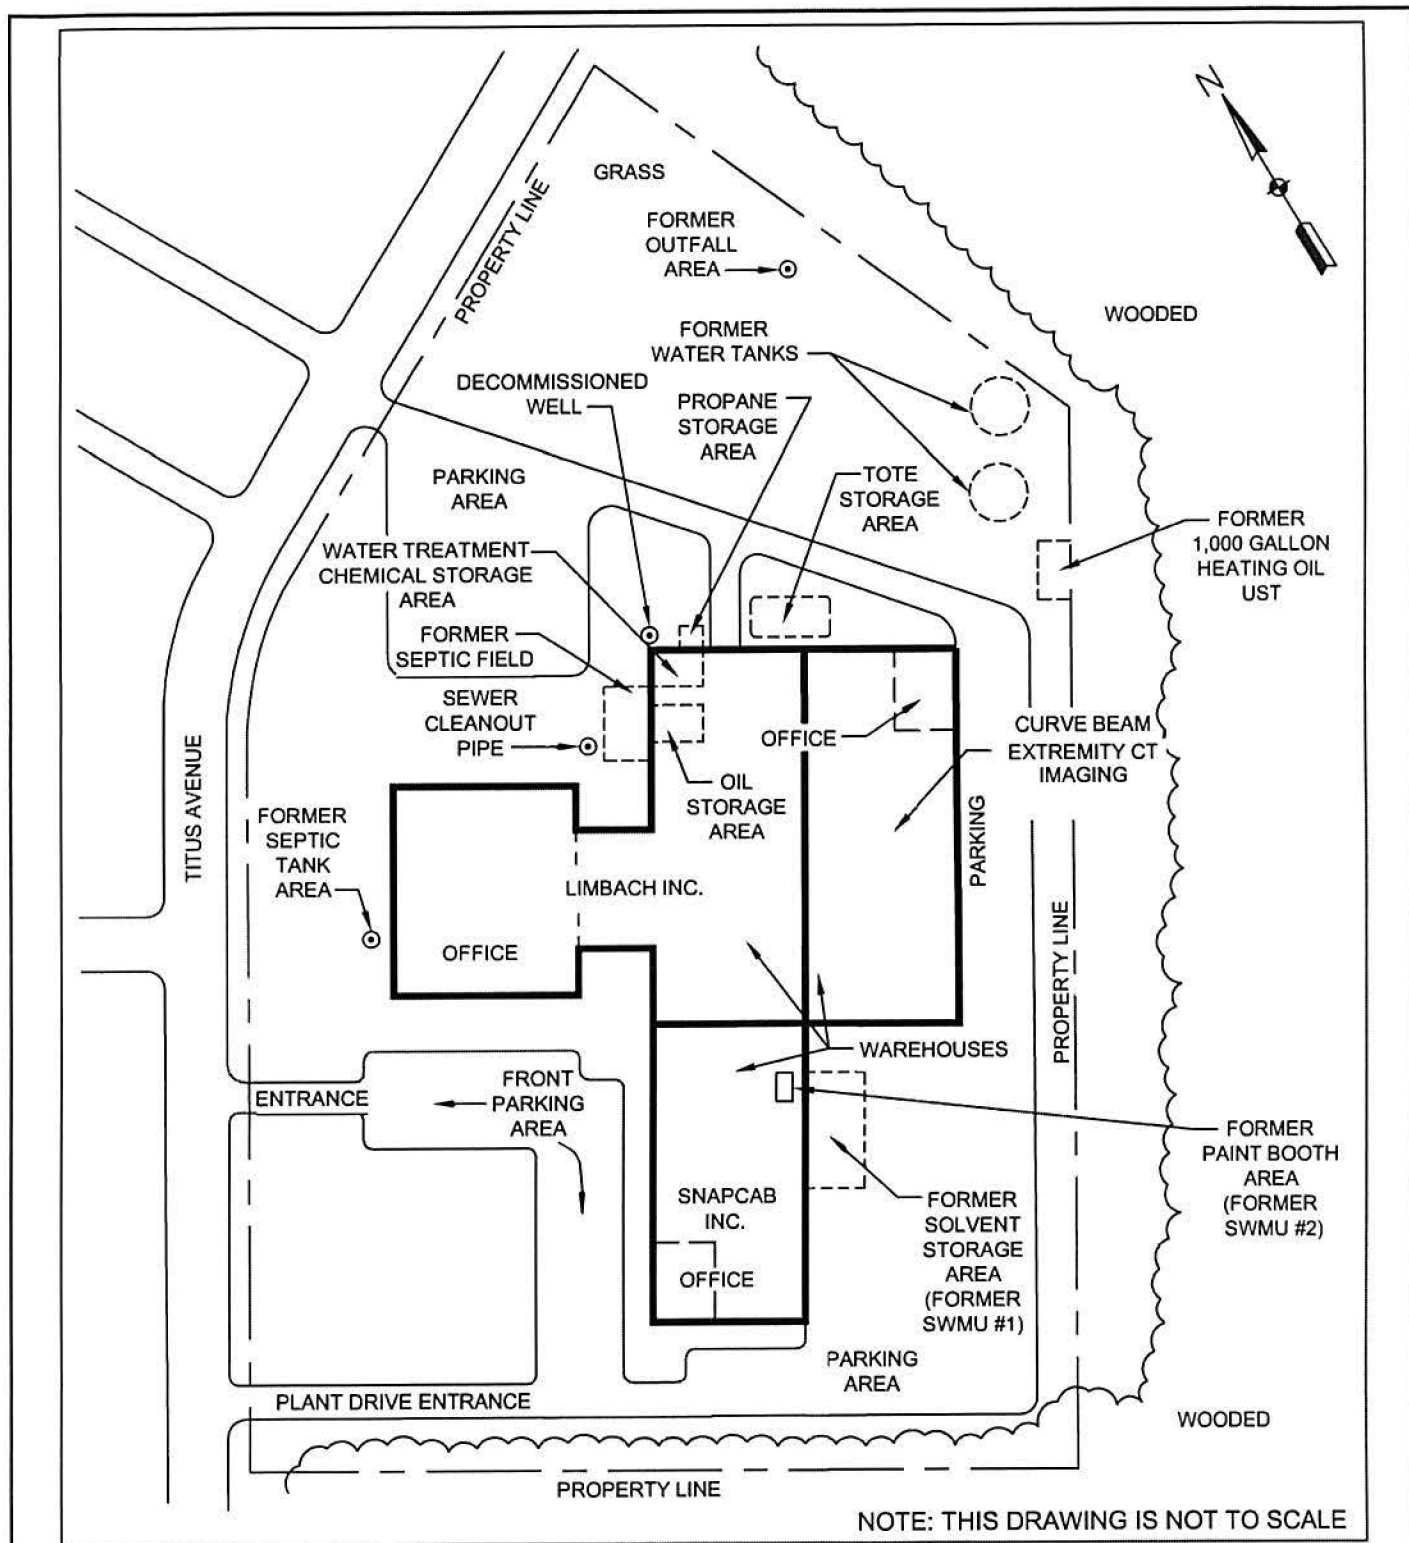 N
GRASS
PROPERTY LINE
FORMER
OUTFALL
AREA
WOODED
FORMER
WATER TANKS
DECOMMISSIONED
WELL
PROPANE
STORAGE
AREA
PARKING
AREA
TOTE
STORAGE
AREA
FORMER
1,000 GALLON
HEATING OIL
UST
WATER TREATMENT
CHEMICAL STORAGE
AREA
FORMER
SEPTIC FIELD
SEWER
CLEANOUT
PIPE
OFFICE
CURVE BEAM
EXTREMITY CT
IMAGING
TITUS AVENUE
OIL
STORAGE
AREA
PARKING
FORMER
SEPTIC
TANK
AREA
LIMBACH INC.
OFFICE
PROPERTY LINE
WAREHOUSES
ENTRANCE
FRONT
PARKING
AREA
FORMER
PAINT BOOTH
AREA
(FORMER
SWMU #2)
SNAPCAB
INC.
OFFICE
FORMER
SOLVENT
STORAGE
AREA
(FORMER
SWMU #1)
PARKING
AREA
PLANT DRIVE ENTRANCE
WOODED
PROPERTY LINE
NOTE: THIS DRAWING IS NOT TO SCALE